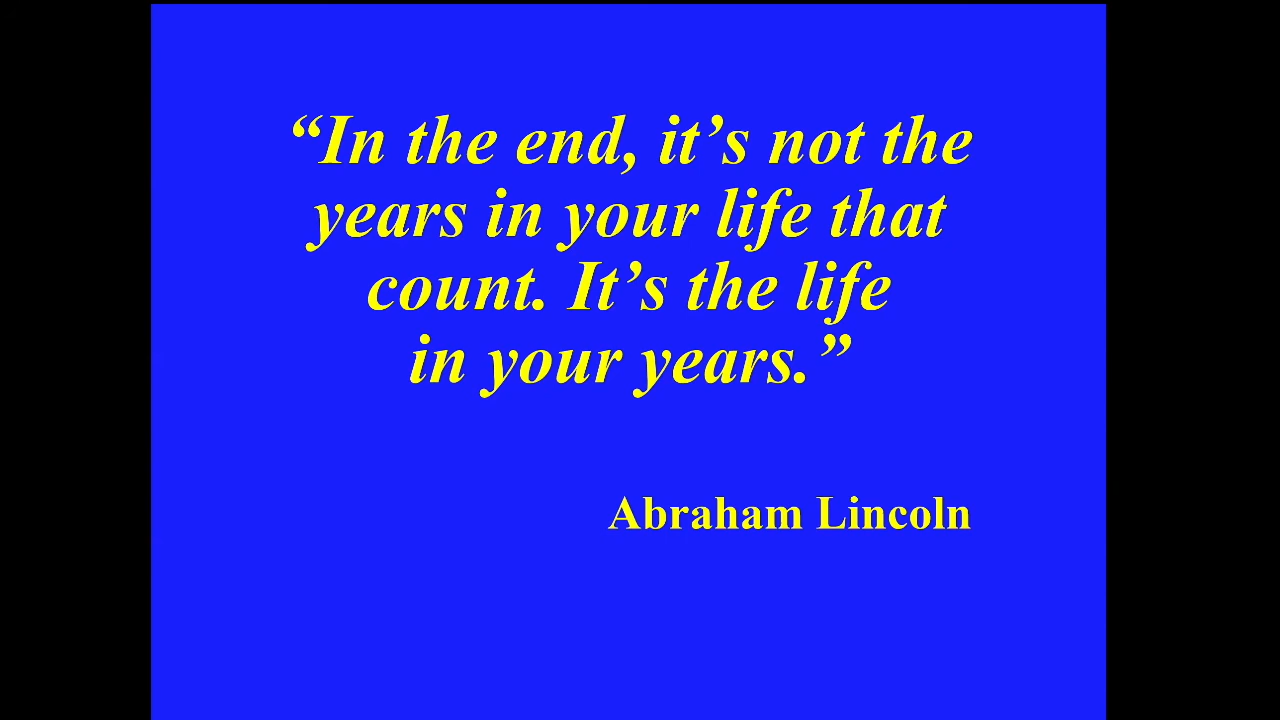 “In the end, it’s not the
years in your life that
count. It’s the life
in your years.”
Abraham Lincoln